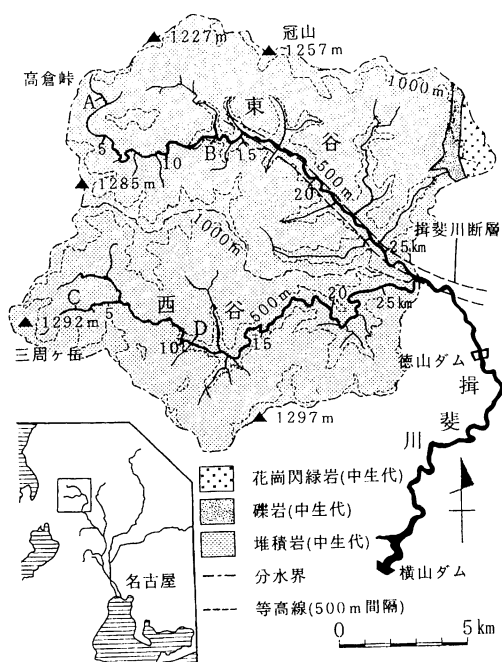 1227m
冠山
1257m
高倉峠
A
東
谷
1000m
5
10
B
15
500m
20
1285m
1000m
揖斐川断層
25km
西
谷
500m
20
25km
C
5
D
10
15
1292m
三周ヶ岳
徳山ダム
揖
斐
川
1297m
花崗閃緑岩(中生代)
礫岩(中生代)
堆積岩(中生代)
分水界
等高線(500m間隔)
横山ダム
名古屋
0 5km